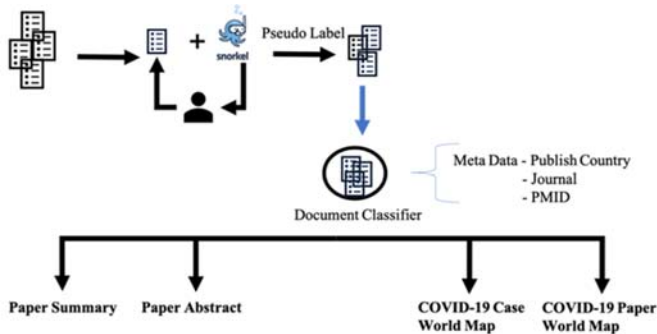 Pseudo Label
snorkel
Meta Data - Publish Country
- Journal
- PMID
Document Classifier
Paper Summary
Paper Abstract
COVID-19 Case
World Map
COVID-19 Paper
World Map